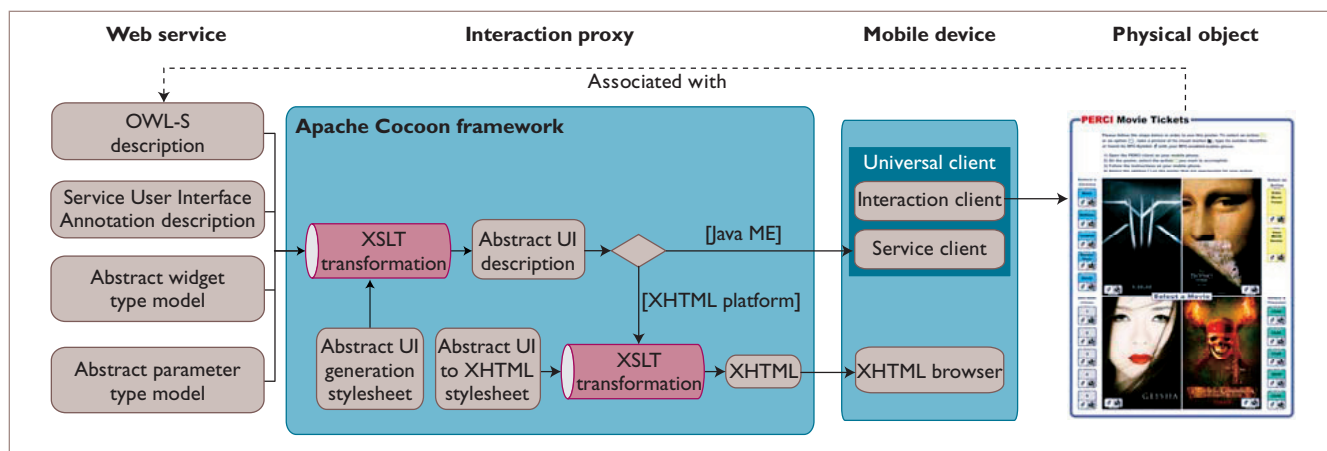 Web service
Interaction proxy
Mobile device
Physical object
Associated with
OWL-S
description
Service User Interface
Annotation description
Abstract widget
type model
Abstract parameter
type model
Apache Cocoon framework
XSLT
transformation
Abstract UI
description
[Java ME]
[XHTML platform]
Abstract UI
generation
stylesheet
Abstract UI
to XHTML
stylesheet
XSLT
transformation
XHTML
Universal client
Interaction client
Service client
XHTML browser
PERCI Movie Tickets
Select a Movie
GEISHA